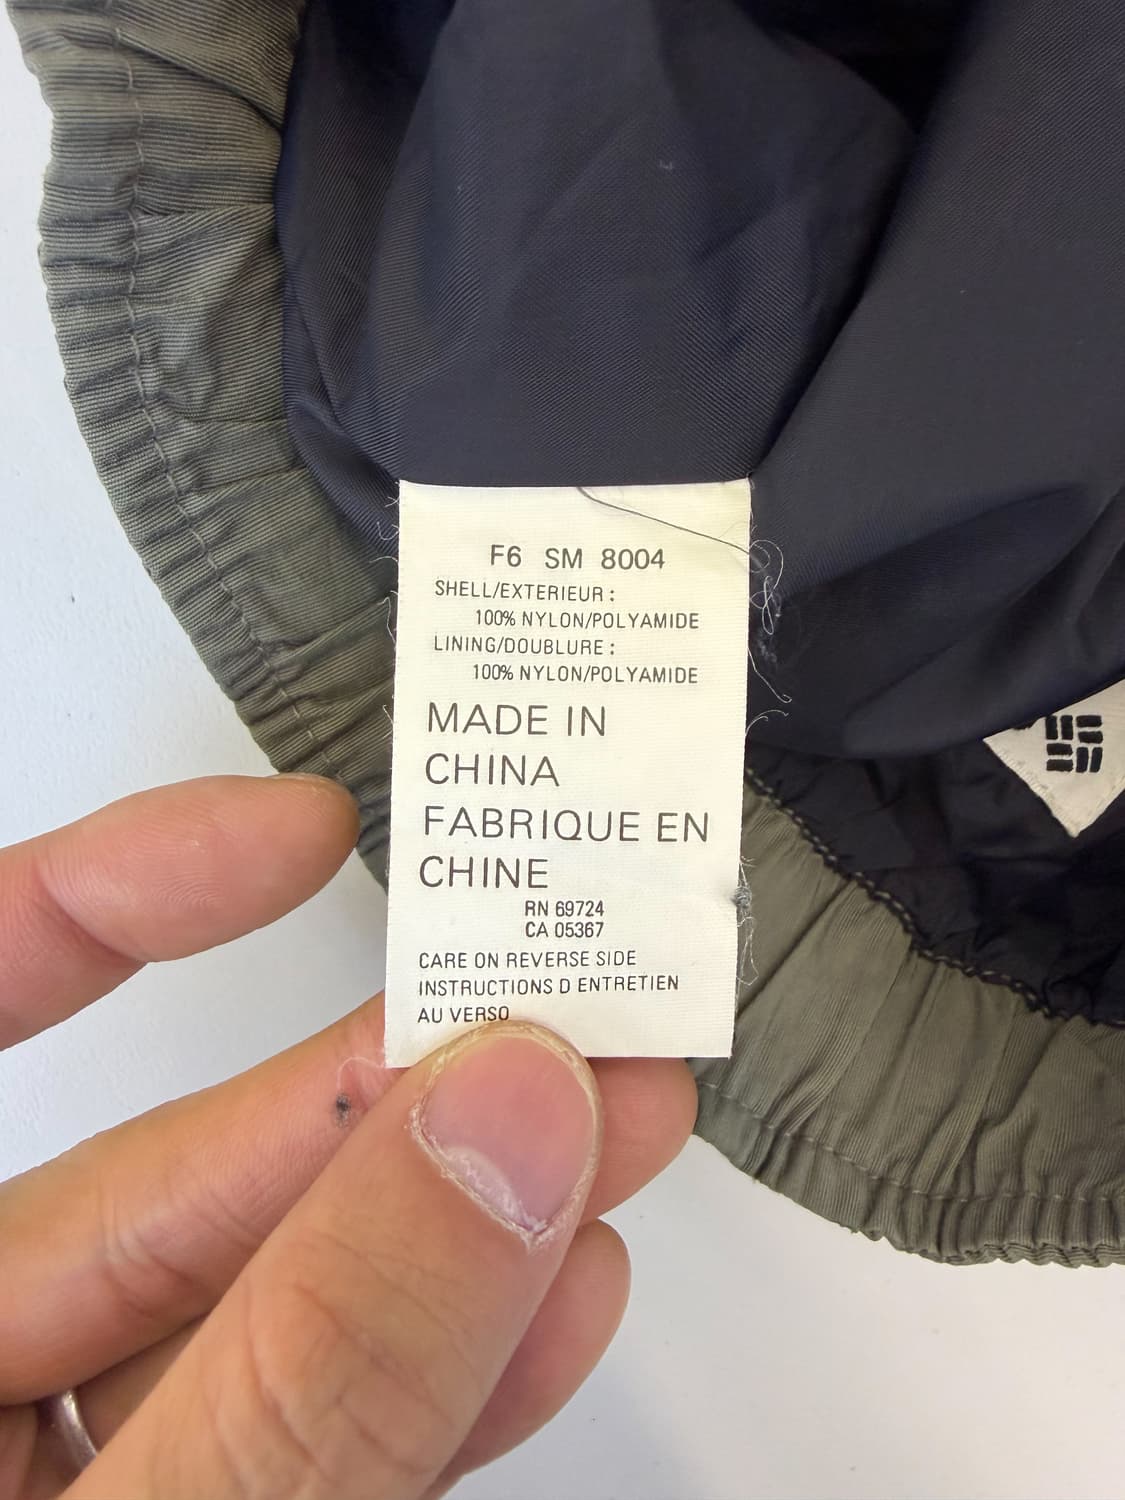 F6 SM 8004
SHELL/EXTERIEUR:
100% NYLON/POLYAMIDE
LINING/DOUBLURE:
100% NYLON/POLYAMIDE
MADE IN
CHINA
FABRIQUE EN
CHINE
RN 69724
CA 05367
CARE ON REVERSE SIDE
INSTRUCTIONS D ENTRETIEN
AU VERSO